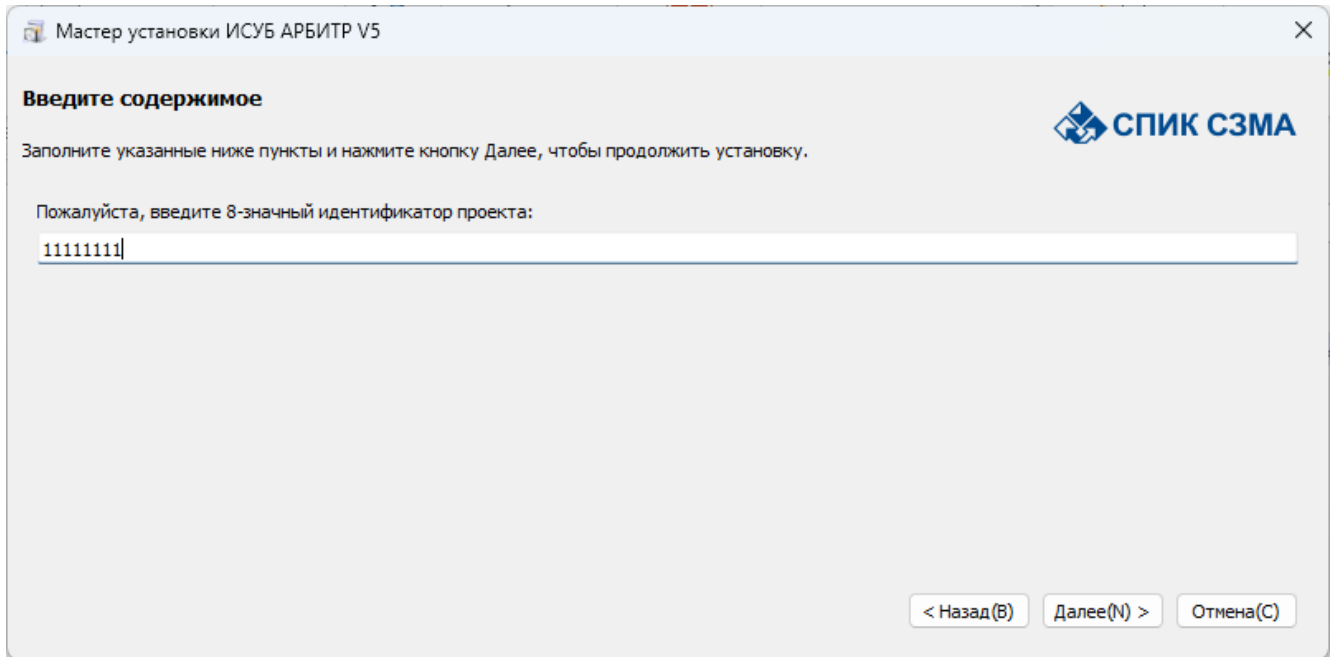 Мастер установки ИСУБ АРБИТР V5
Введите содержимое
СПИК СЗМА
Заполните указанные ниже пункты и нажмите кнопку Далее, чтобы продолжить установку.
Пожалуйста, введите 8-значный идентификатор проекта:
11111111
< Назад(B) Далее(N) > Отмена(C)